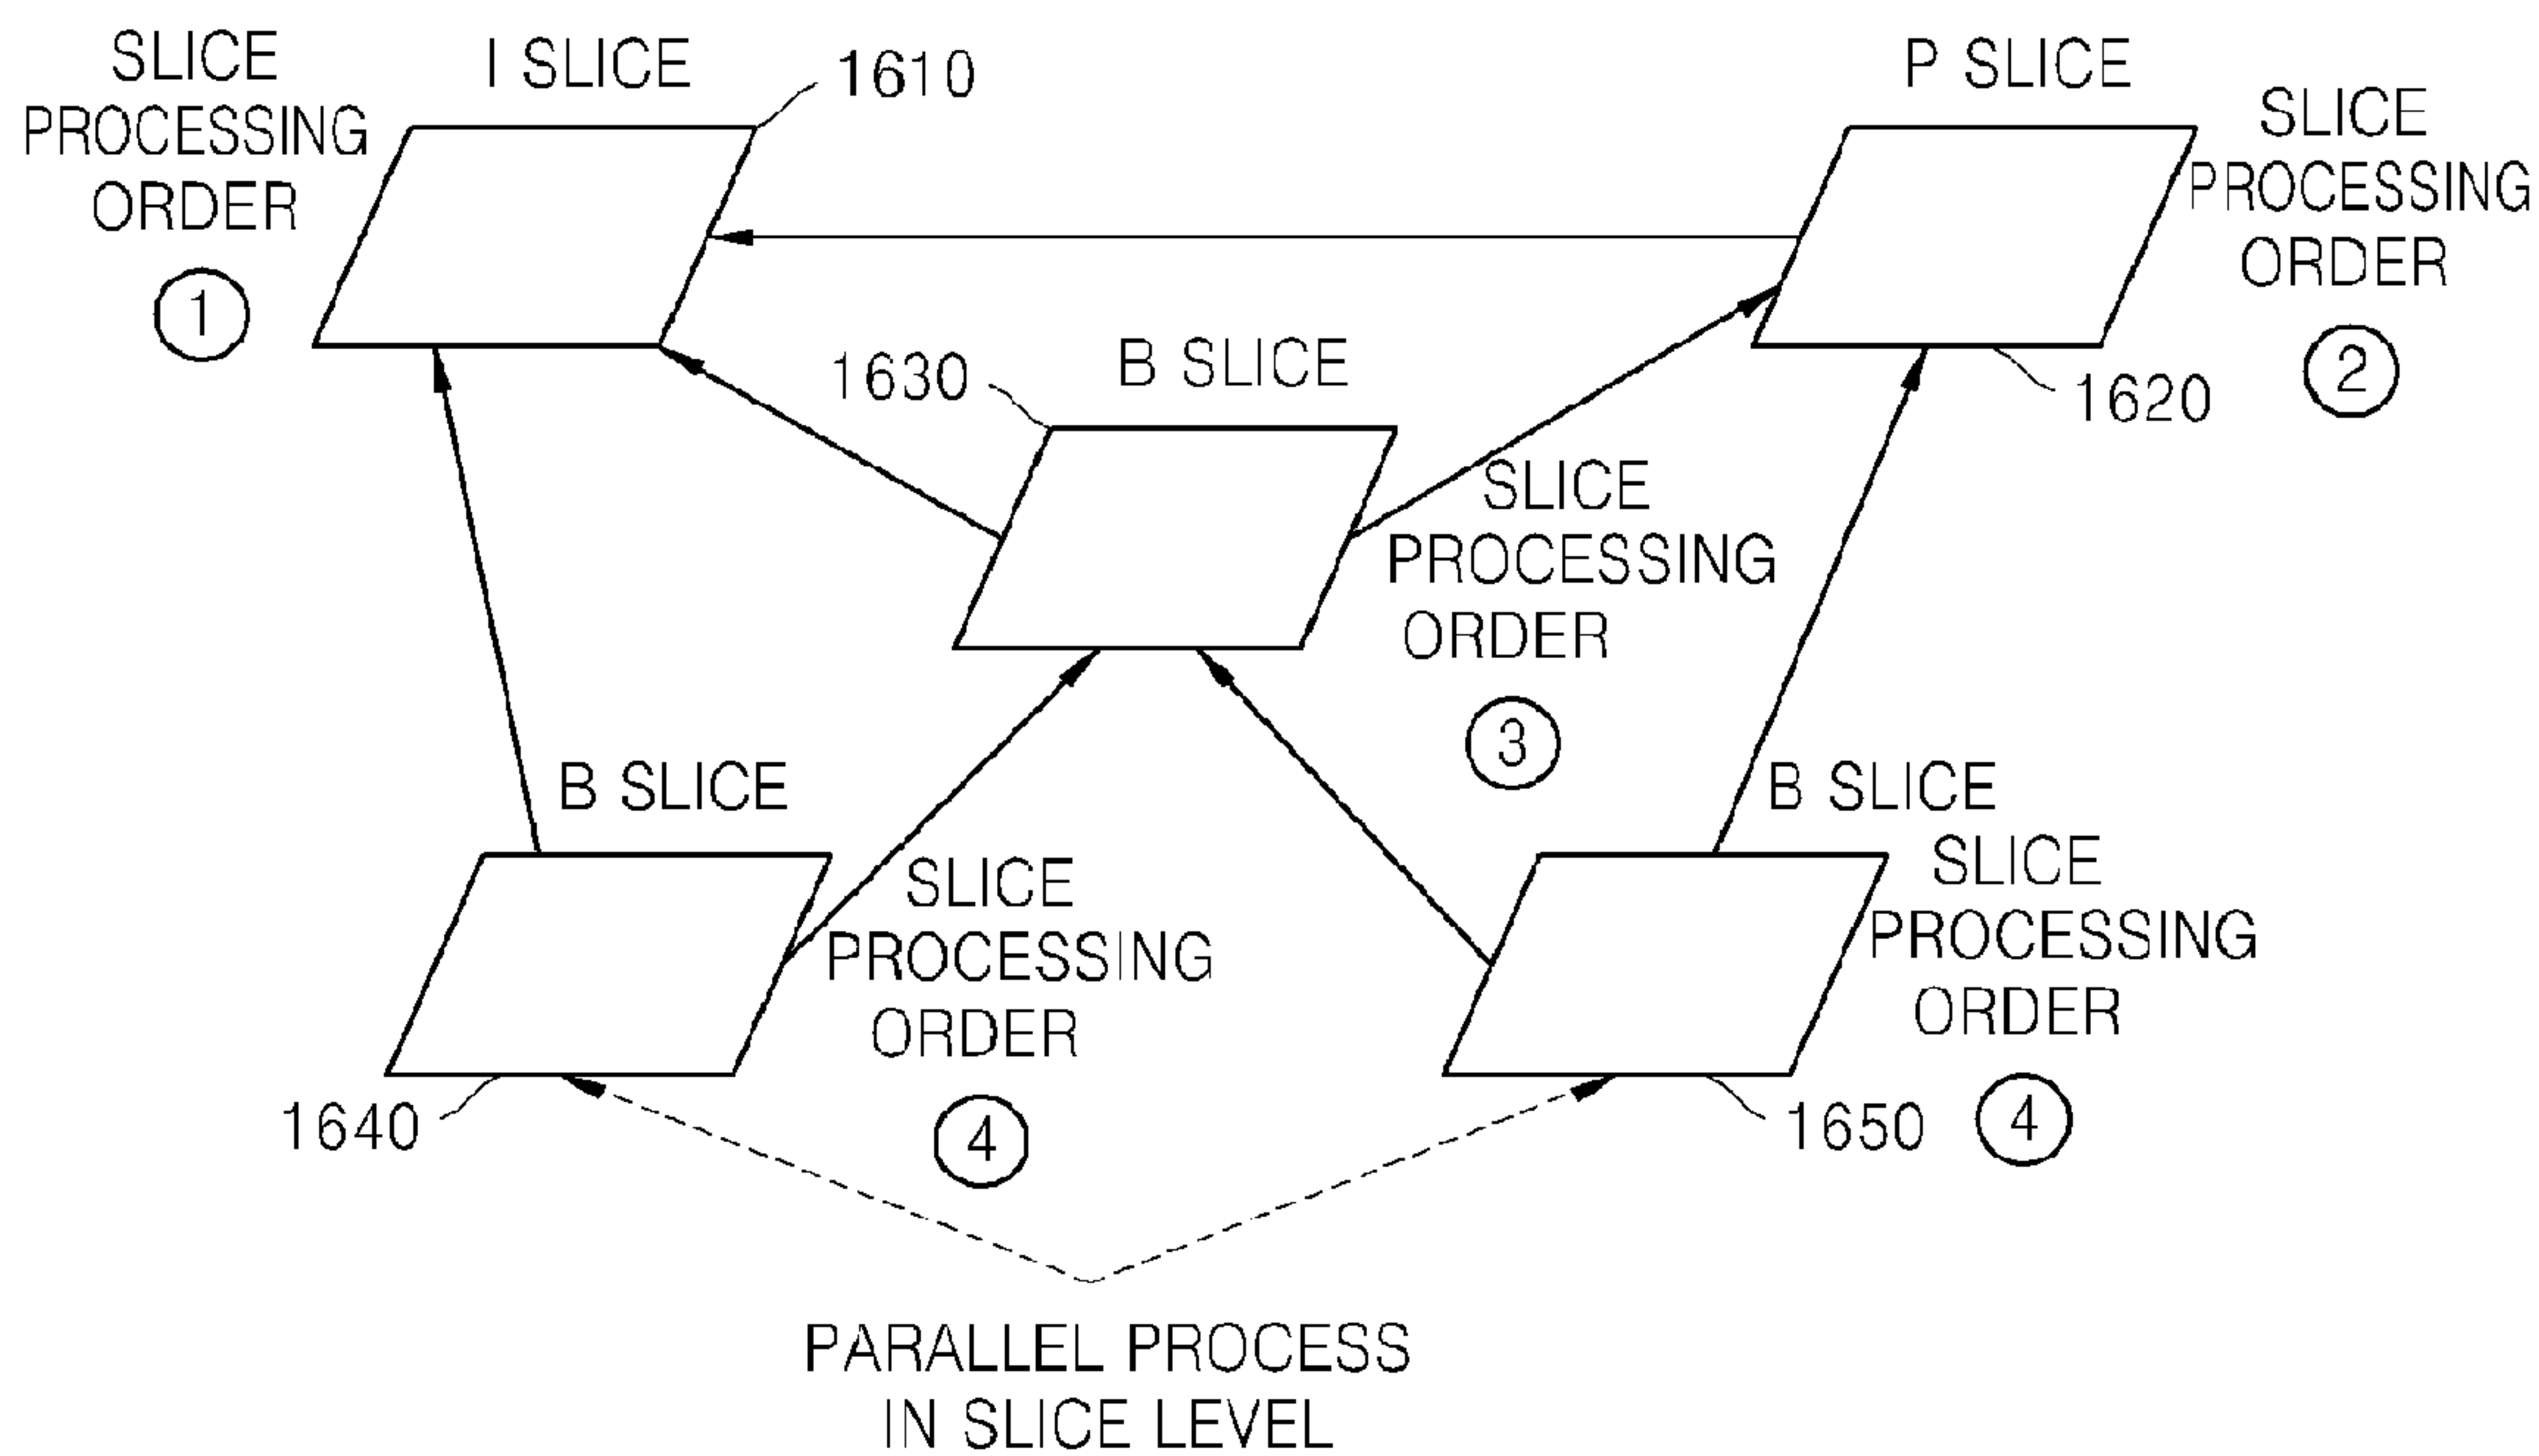 SLICE
PROCESSING
ORDER
1
I SLICE
1610
P SLICE
SLICE
PROCESSING
ORDER
2
1620
1630
B SLICE
SLICE
PROCESSING
ORDER
3
B SLICE
SLICE
PROCESSING
ORDER
4
1640
B SLICE
SLICE
PROCESSING
ORDER
4
1650
PARALLEL PROCESS
IN SLICE LEVEL